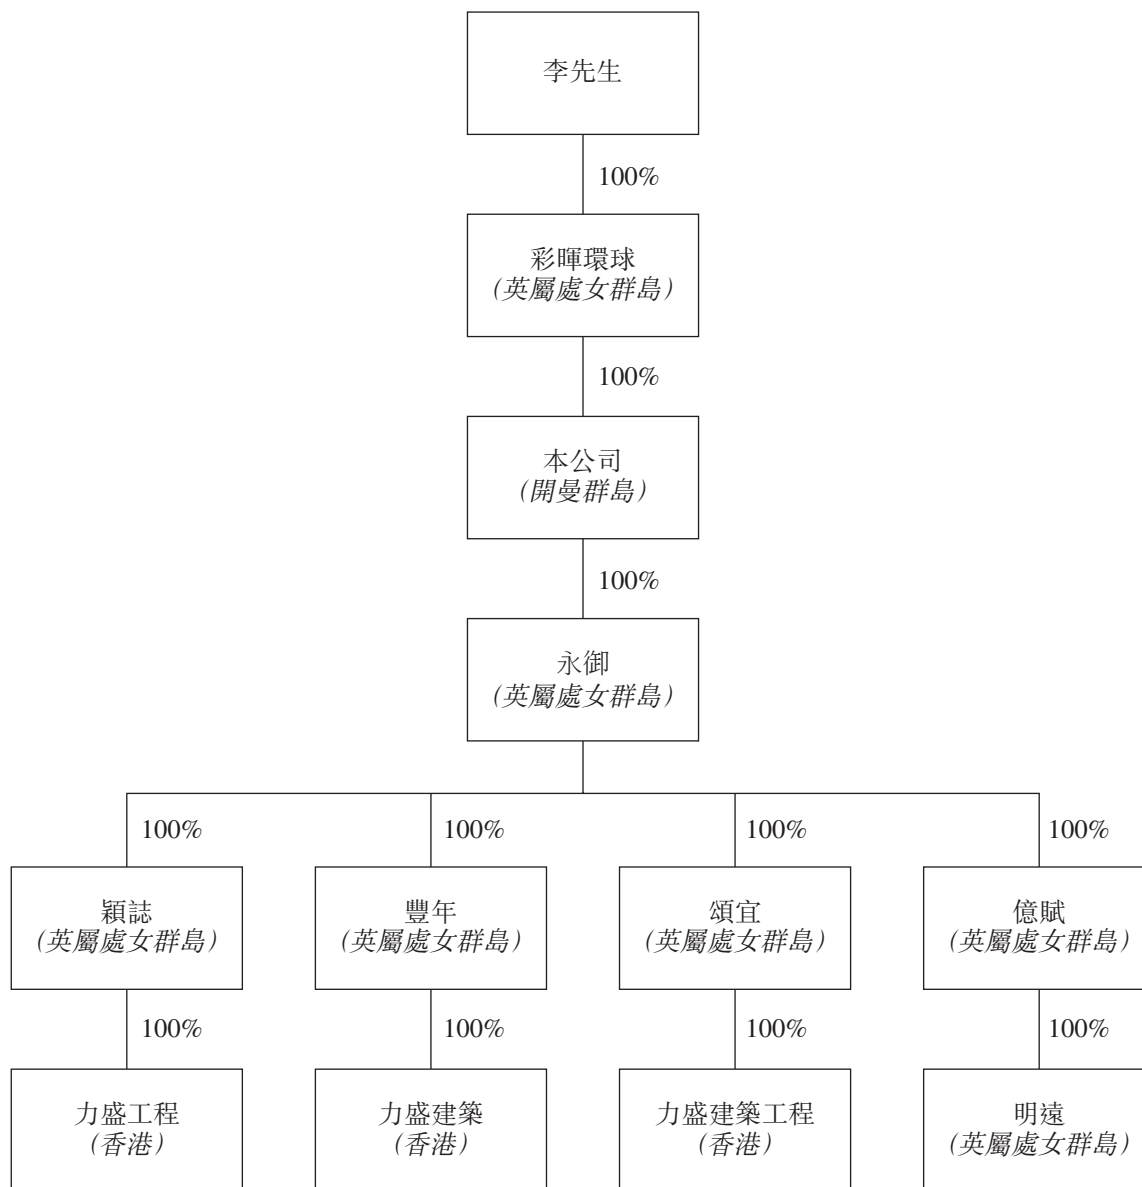 李先生
100%
彩暉環球
(英屬處女群島)
100%
本公司
(開曼群島)
100%
永御
(英屬處女群島)
100% 100% 100% 100%
穎誌 豐年 頌宜 億賦
(英屬處女群島) (英屬處女群島) (英屬處女群島) (英屬處女群島)
100% 100% 100% 100%
力盛工程 力盛建築 力盛建築工程 明遠
(香港) (香港) (香港) (英屬處女群島)